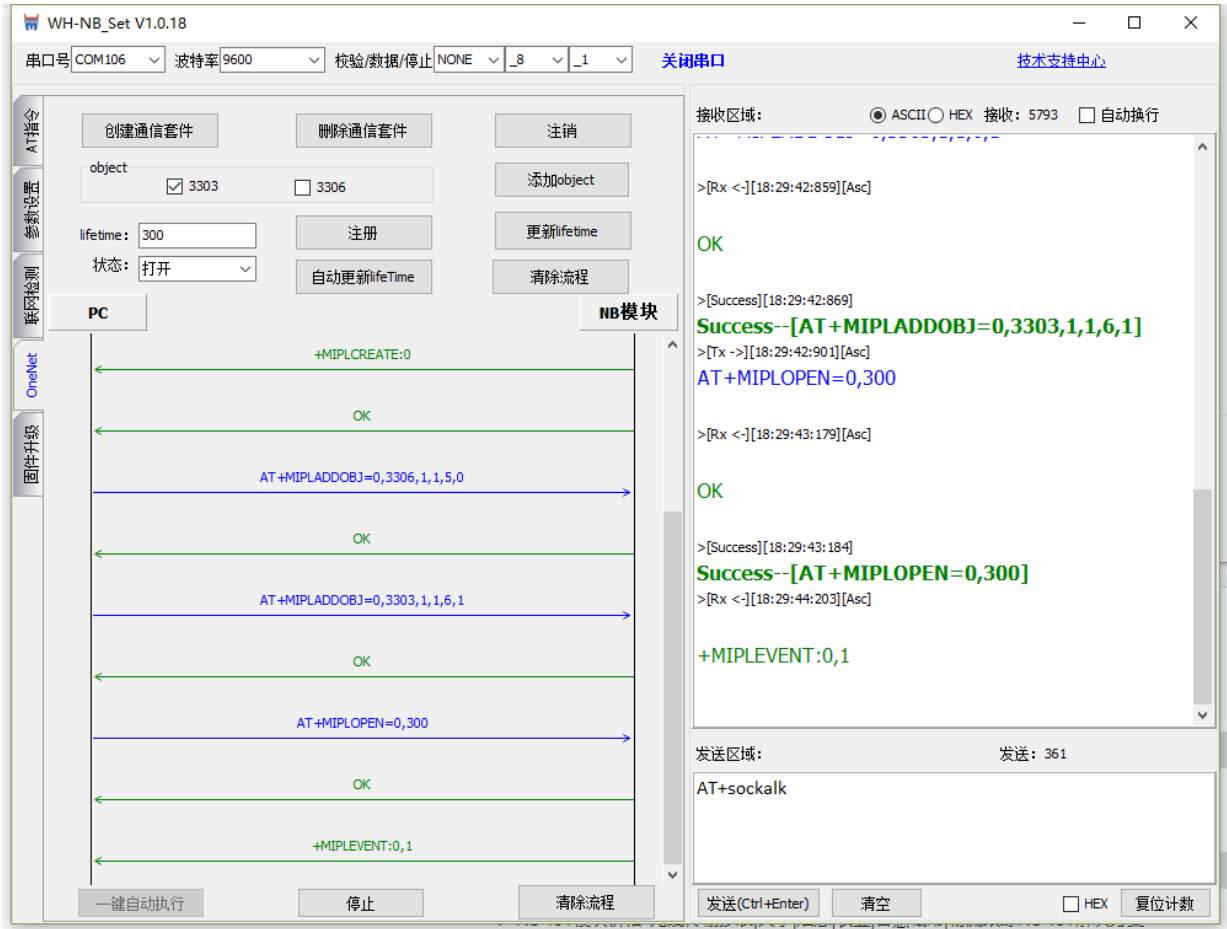 WH-NB_Set V1.0.18
串口号 COM106 波特率 9600 校验/数据/停止 NONE _8 _1 关闭串口 技术支持中心
AT指令
参数设置
联网检测
OneNet
固件升级
创建通信套件 删除通信套件 注销
object
3303 3306 添加object
lifetime: 300 注册 更新lifetime
状态: 打开 自动更新lifeTime 清除流程
PC NB模块
+MIPLCREATE:0
OK
AT+MIPLADDOBJ=0,3306,1,1,5,0
OK
AT+MIPLADDOBJ=0,3303,1,1,6,1
OK
AT+MIPLOPEN=0,300
OK
+MIPLEVENT:0,1
一键自动执行 停止 清除流程
接收区域: ASCII HEX 接收: 5793 自动换行
>[Rx <-][18:29:42:859][Asc]
OK
>[Success][18:29:42:869]
Success--[AT+MIPLADDOBJ=0,3303,1,1,6,1]
>[Tx ->][18:29:42:901][Asc]
AT+MIPLOPEN=0,300
>[Rx <-][18:29:43:179][Asc]
OK
>[Success][18:29:43:184]
Success--[AT+MIPLOPEN=0,300]
>[Rx <-][18:29:44:203][Asc]
+MIPLEVENT:0,1
发送区域: 发送: 361
AT+sockalk
发送(Ctrl+Enter) 清空 HEX 复位计数